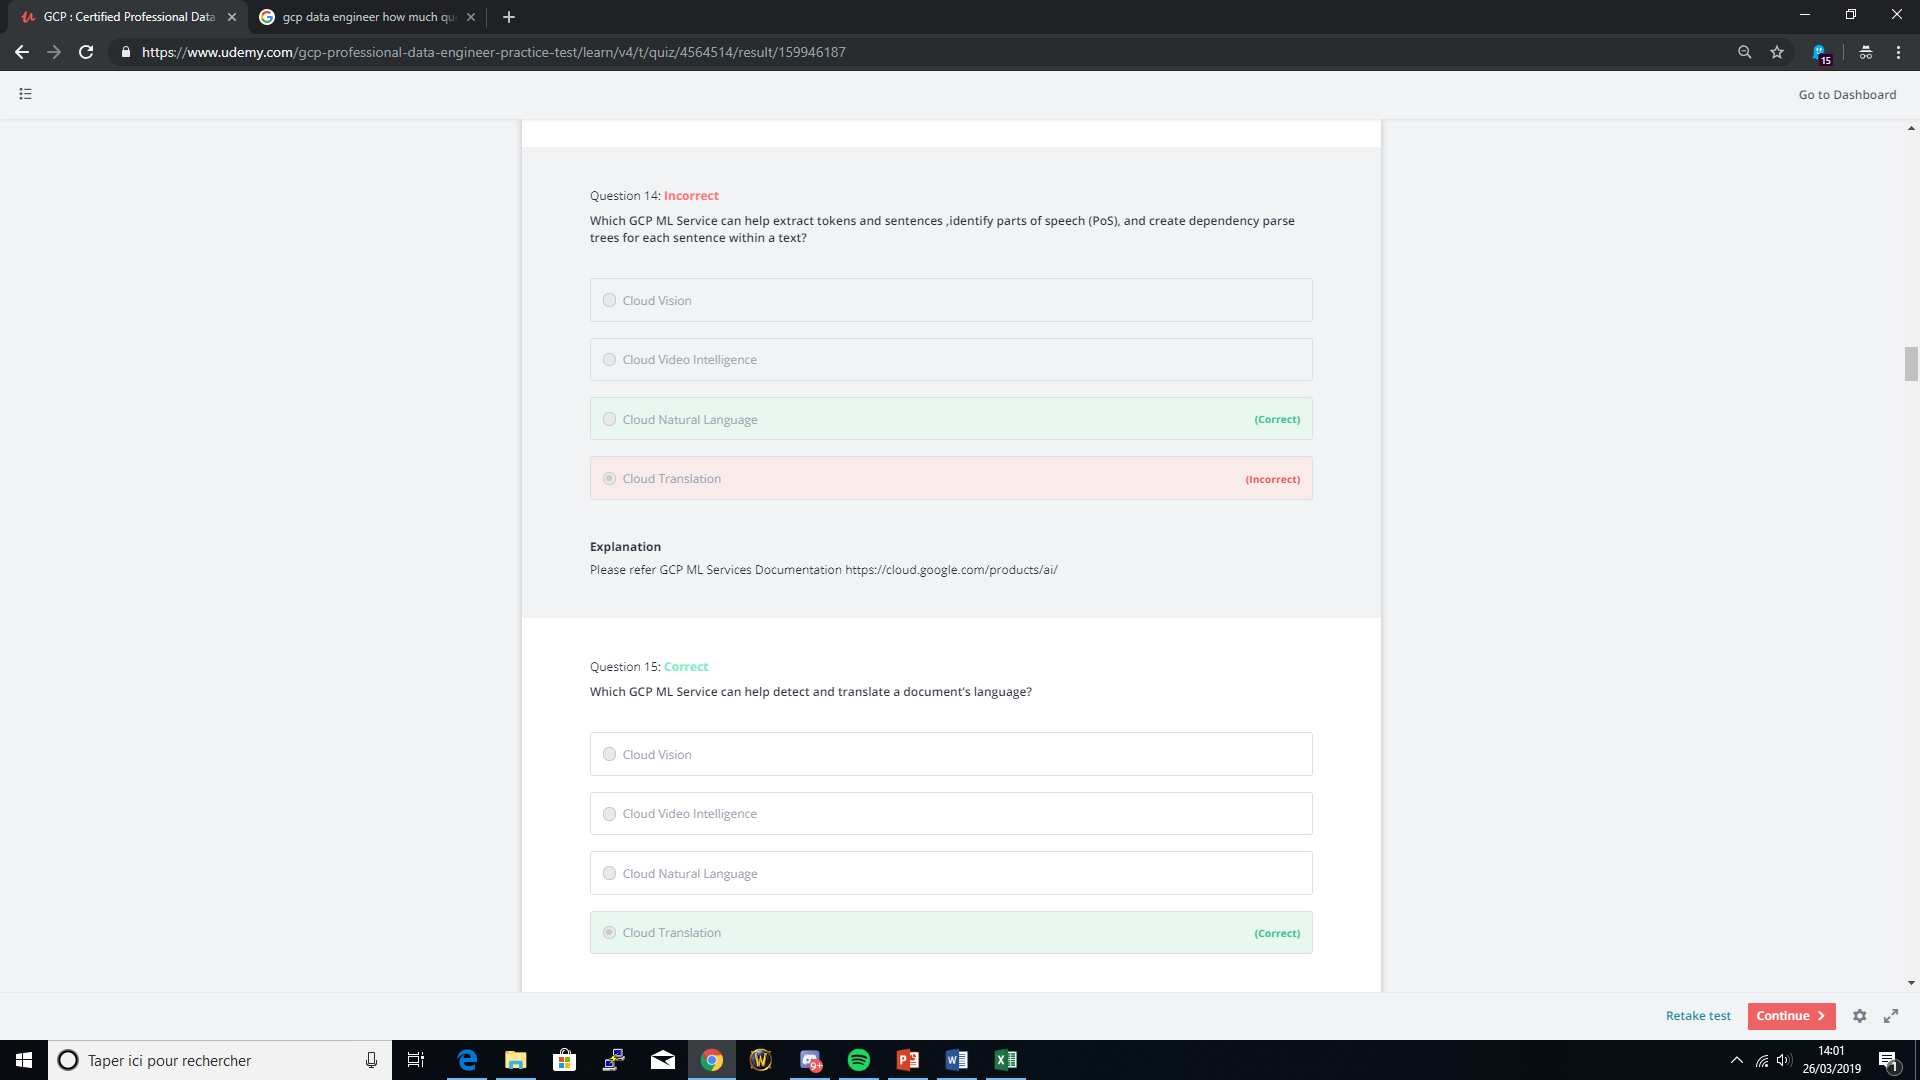 GCP : Certified Professional Data
gcp data engineer how much qu
https://www.udemy.com/gcp-professional-data-engineer-practice-test/learn/v4/t/quiz/4564514/result/159946187
15
Go to Dashboard
Question 14: Incorrect
Which GCP ML Service can help extract tokens and sentences ,identify parts of speech (PoS), and create dependency parse
trees for each sentence within a text?
Cloud Vision
Cloud Video Intelligence
Cloud Natural Language (Correct)
Cloud Translation (Incorrect)
Explanation
Please refer GCP ML Services Documentation https://cloud.google.com/products/ai/
Question 15: Correct
Which GCP ML Service can help detect and translate a document’s language?
Cloud Vision
Cloud Video Intelligence
Cloud Natural Language
Cloud Translation (Correct)
Retake test
Continue
Taper ici pour rechercher
9+
14:01
26/03/2019
1